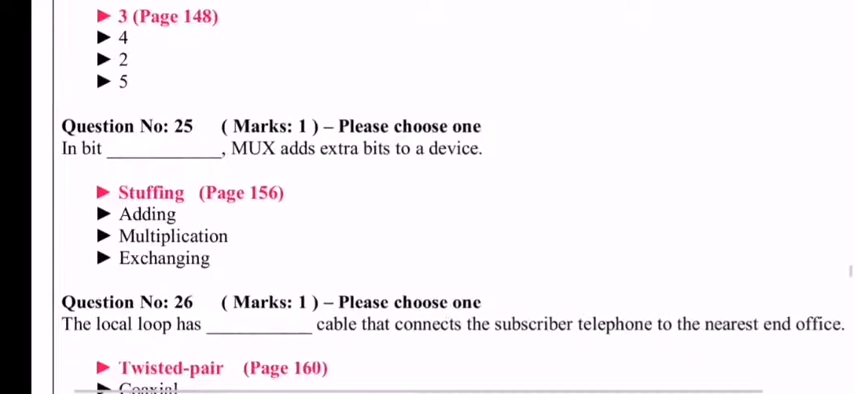 ▶ 3 (Page 148)
▶ 4
▶ 2
▶ 5
Question No: 25 ( Marks: 1 ) – Please choose one
In bit ____________, MUX adds extra bits to a device.
▶ Stuffing (Page 156)
▶ Adding
▶ Multiplication
▶ Exchanging
Question No: 26 ( Marks: 1 ) – Please choose one
The local loop has ___________ cable that connects the subscriber telephone to the nearest end office.
▶ Twisted-pair (Page 160)
▶ Coaxial